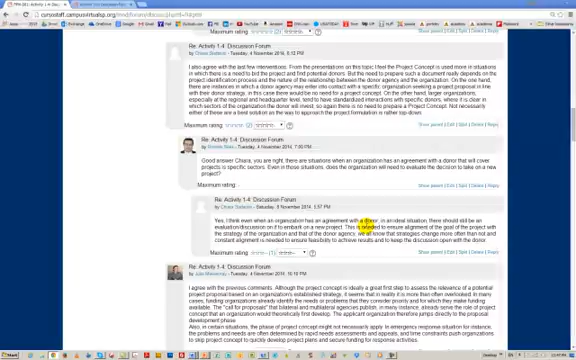 Maximum rating:
Re: Activity 1-4: Discussion Forum
Tuesday, 4 November 2014, 6:12 PM
I also agree with the last few interventions. From the presentations on this topic I feel the Project Concept is used more in situations
in which there is a need to bid the project and find potential donors. But the need to prepare a such document really depends on the
project identification process and the nature of the relationship between the donor agency and the organization. On the one hand,
there are instances in which a donor agency may enter into contact with a specific organization seeking a project proposal in line
with their donor strategy, in this case there would be no need for a project concept. On the other hand, larger organizations,
especially at the regional and headquarter level, tend to have standardised interactions with specific donors, where it is clear in
which sectors of the organization the donor will invest, so again there is no need to prepare a Project Concept. Not necessarily
either of these are a best solution as the way to approach the project formulation is rather top down.
Show parent | Edit | Split | Delete | Reply
Maximum rating:
Re: Activity 1-4: Discussion Forum
Tuesday, 4 November 2014, 7:00 PM
Good answer Chiara, you are right, there are situations when an organization has an agreement with a donor that will cover
projects is specific sectors. Even in these situations, does the organization will need to evaluate the decision to take on a new
project?
Maximum rating:
Show parent | Edit | Split | Delete | Reply
Re: Activity 1-4: Discussion Forum
Saturday, 8 November 2014, 5:57 PM
Yes, I think even when an organization has an agreement with a donor, in an ideal situation, there should still be an
evaluation/discussion on if to embark on a new project. This is needed to ensure alignment of the goal of the project with
the strategy of the organization and that of the donor agency, we all know that strategies change more often than not and
constant alignment is needed to ensure feasibility to achieve results and to keep the discussion open with the donor
Maximum rating:
Show parent | Edit | Split | Delete | Reply
Re: Activity 1-4: Discussion Forum
Tuesday, 4 November 2014, 10:10 PM
I agree with the previous comments. Although the project concept is ideally a great first step to assess the relevance of a potential
project proposal based on an organization's established strategy, it seems that in reality it is more than often overlooked. In many
cases, funding organizations already identify the needs or themes that they consider priority and for which they make funding
available. The "call for proposals" that bilateral and multilateral agencies publish, in many instance, already serve the role of project
concept that an organization would theoretically first develop. The applicant organization therefore jumps directly to the proposal
development phase.
Also, in certain situations, the phase of project concept might not necessarily apply. In emergency response situation for instance,
the problems and needs are often determined by rapid needs assessments and appeals, and time constraints push organizations
to skip project concept to quickly develop project plans and secure funding for response activities.